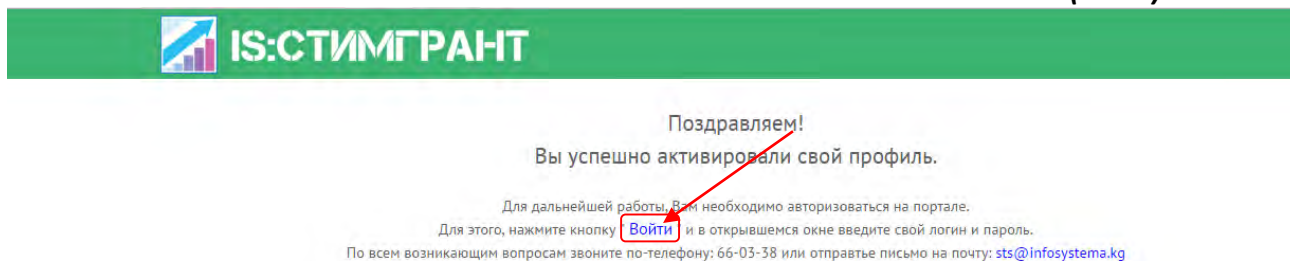 IS:СТИМГРАНТ
Поздравляем!
Вы успешно активировали свой профиль.
Для дальнейшей работы, Вам необходимо авторизоваться на портале.
Для этого, нажмите кнопку "Войти" и в открывшемся окне введите свой логин и пароль.
По всем возникающим вопросам звоните по-телефону: 66-03-38 или отправтье письмо на почту: sts@infosystema.kg